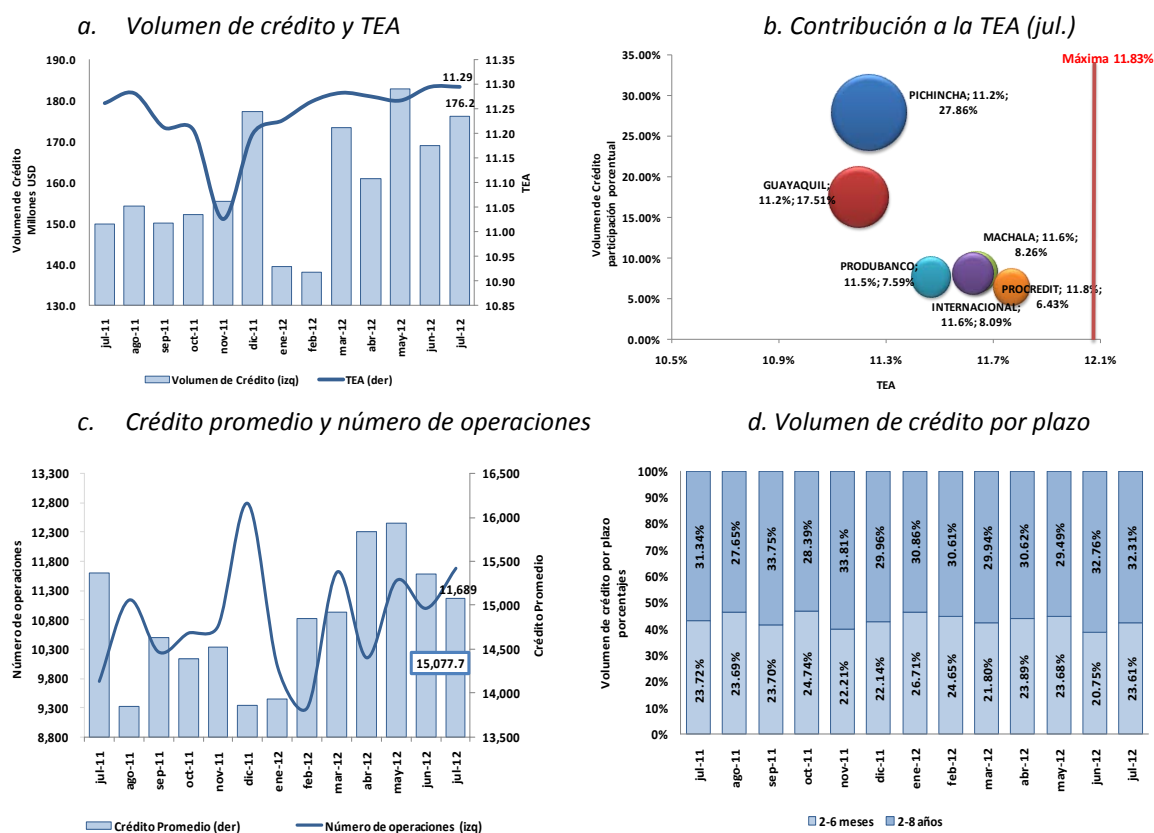 a. Volumen de crédito y TEA
190.0
180.0
170.0
160.0
150.0
140.0
130.0
Volumen de Crédito
Millones USD
11.35
11.30
11.25
11.20
11.15
11.10
11.05
11.00
10.95
10.90
10.85
TEA
11.29
176.2
jul-11
ago-11
sep-11
oct-11
nov-11
dic-11
ene-12
feb-12
mar-12
abr-12
may-12
jun-12
jul-12
Volumen de Crédito (izq)
TEA (der)
b. Contribución a la TEA (jul.)
35.00%
30.00%
25.00%
20.00%
15.00%
10.00%
5.00%
0.00%
Volumen de Crédito
participación porcentual
Máxima 11.83%
PICHINCHA; 11.2%;
27.86%
GUAYAQUIL;
11.2%; 17.51%
MACHALA; 11.6%;
8.26%
PRODUBANCO;
11.5%; 7.59%
PROCREDIT; 11.8%;
6.43%
INTERNACIONAL;
11.6%; 8.09%
10.5%
10.9%
11.3%
11.7%
12.1%
TEA
c. Crédito promedio y número de operaciones
13,300
12,800
12,300
11,800
11,300
10,800
10,300
9,800
9,300
8,800
Número de operaciones
16,500
16,000
15,500
15,000
14,500
14,000
13,500
Crédito Promedio
11,689
15,077.7
jul-11
ago-11
sep-11
oct-11
nov-11
dic-11
ene-12
feb-12
mar-12
abr-12
may-12
jun-12
jul-12
Crédito Promedio (der)
Número de operaciones (izq)
d. Volumen de crédito por plazo
100%
90%
80%
70%
60%
50%
40%
30%
20%
10%
0%
Volumen de crédito por plazo
porcentajes
31.34%
27.65%
33.75%
28.39%
33.81%
29.96%
30.86%
30.61%
29.94%
30.62%
29.49%
32.76%
32.31%
23.72%
23.69%
23.70%
24.74%
22.21%
22.14%
26.71%
24.65%
21.80%
23.89%
23.68%
20.75%
23.61%
jul-11
ago-11
sep-11
oct-11
nov-11
dic-11
ene-12
feb-12
mar-12
abr-12
may-12
jun-12
jul-12
2-6 meses
2-8 años